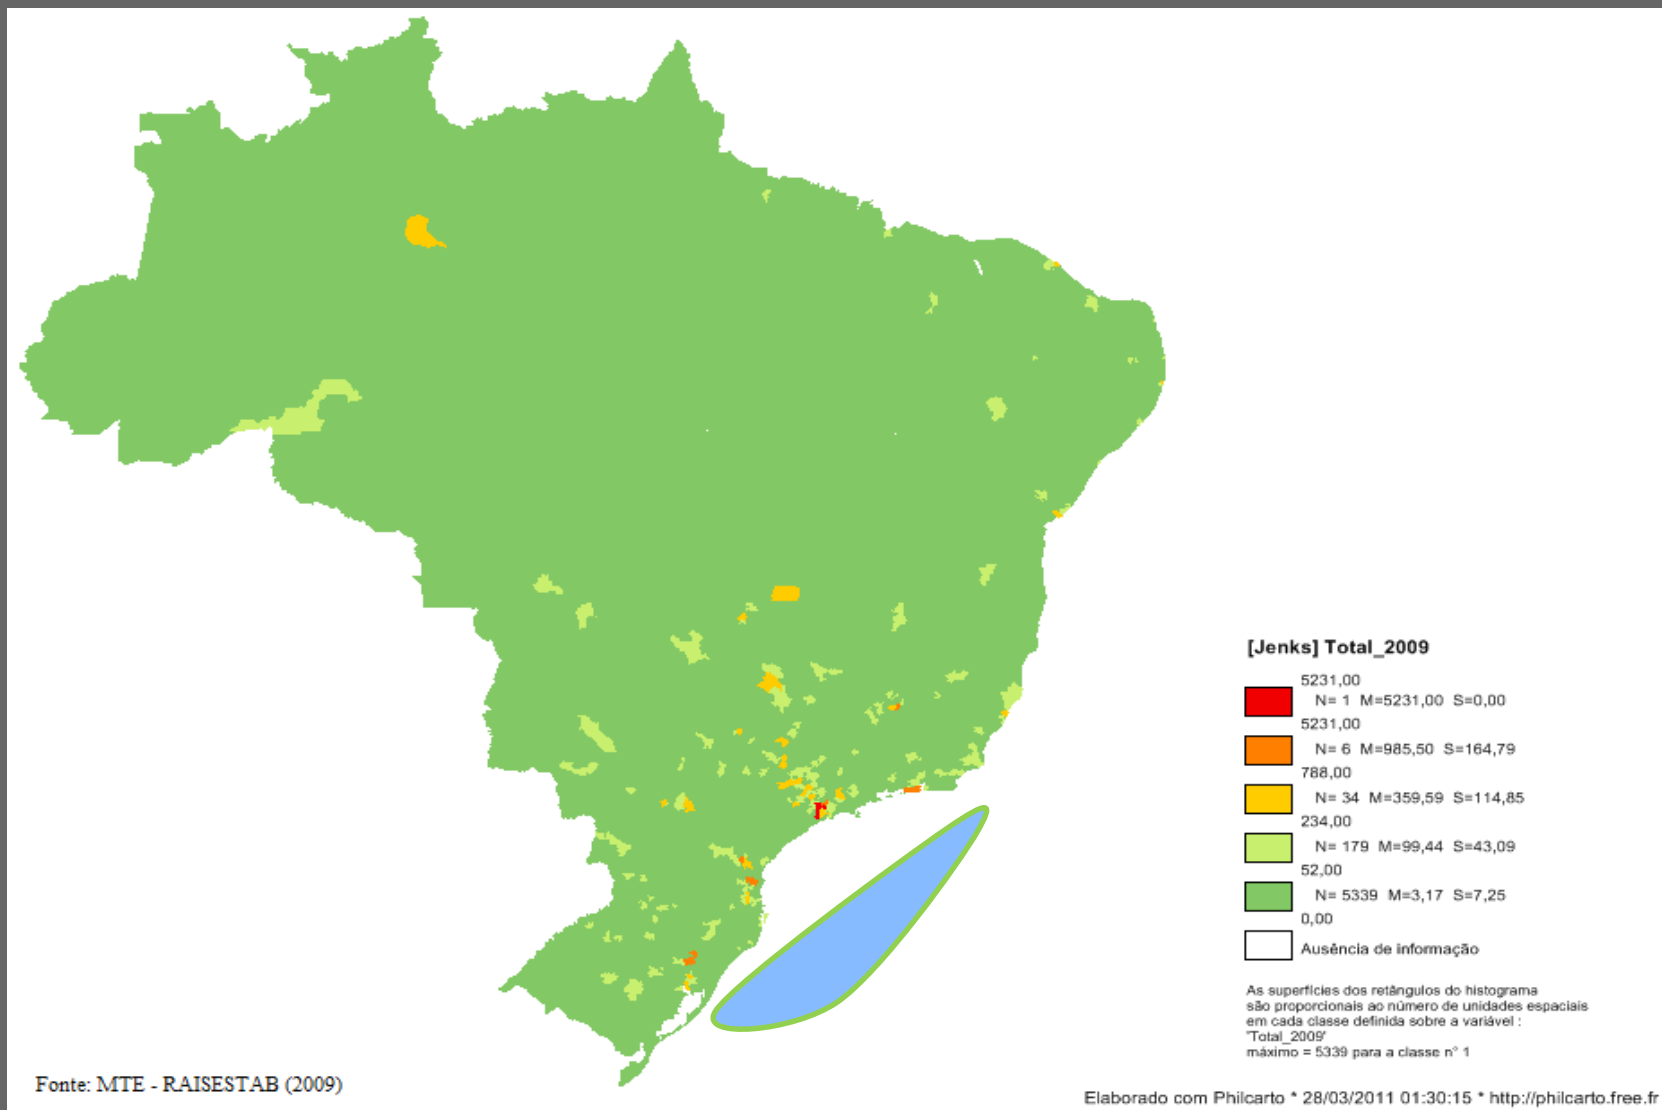 [Jenks] Total_2009
5231,00
N= 1 M=5231,00 S=0,00
5231,00
N= 6 M=985,50 S=164,79
788,00
N= 34 M=359,59 S=114,85
234,00
N= 179 M=99,44 S=43,09
52,00
N= 5339 M=3,17 S=7,25
0,00
Ausência de informação
As superfícies dos retângulos do histograma
são proporcionais ao número de unidades espaciais
em cada classe definida sobre a variável :
'Total_2009'
máximo = 5339 para a classe n° 1
Fonte: MTE - RAISESTAB (2009)
Elaborado com Philcarto * 28/03/2011 01:30:15 * http://philcarto.free.fr